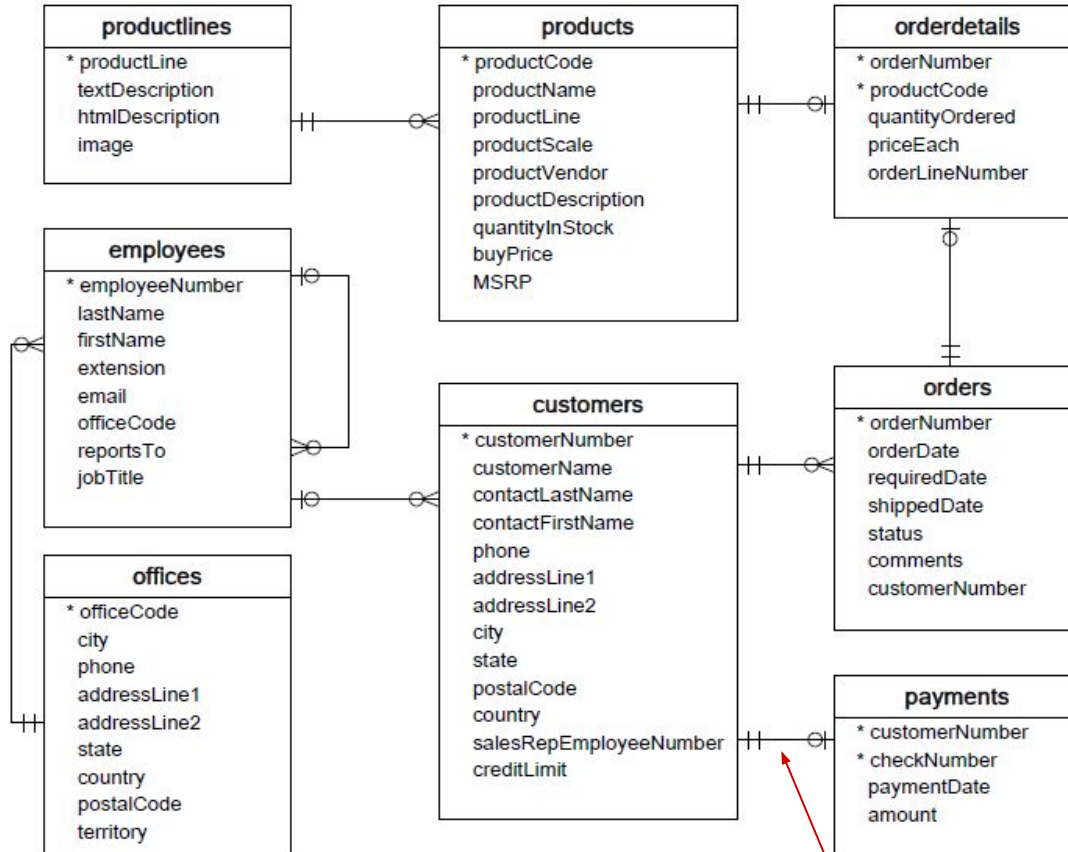 productlines
* productLine
textDescription
htmlDescription
image
products
* productCode
productName
productLine
productScale
productVendor
productDescription
quantityInStock
buyPrice
MSRP
orderdetails
* orderNumber
* productCode
quantityOrdered
priceEach
orderLineNumber
employees
* employeeNumber
lastName
firstName
extension
email
officeCode
reportsTo
jobTitle
customers
* customerNumber
customerName
contactLastName
contactFirstName
phone
addressLine1
addressLine2
city
state
postalCode
country
salesRepEmployeeNumber
creditLimit
orders
* orderNumber
orderDate
requiredDate
shippedDate
status
comments
customerNumber
offices
* officeCode
city
phone
addressLine1
addressLine2
state
country
postalCode
territory
payments
* customerNumber
* checkNumber
paymentDate
amount